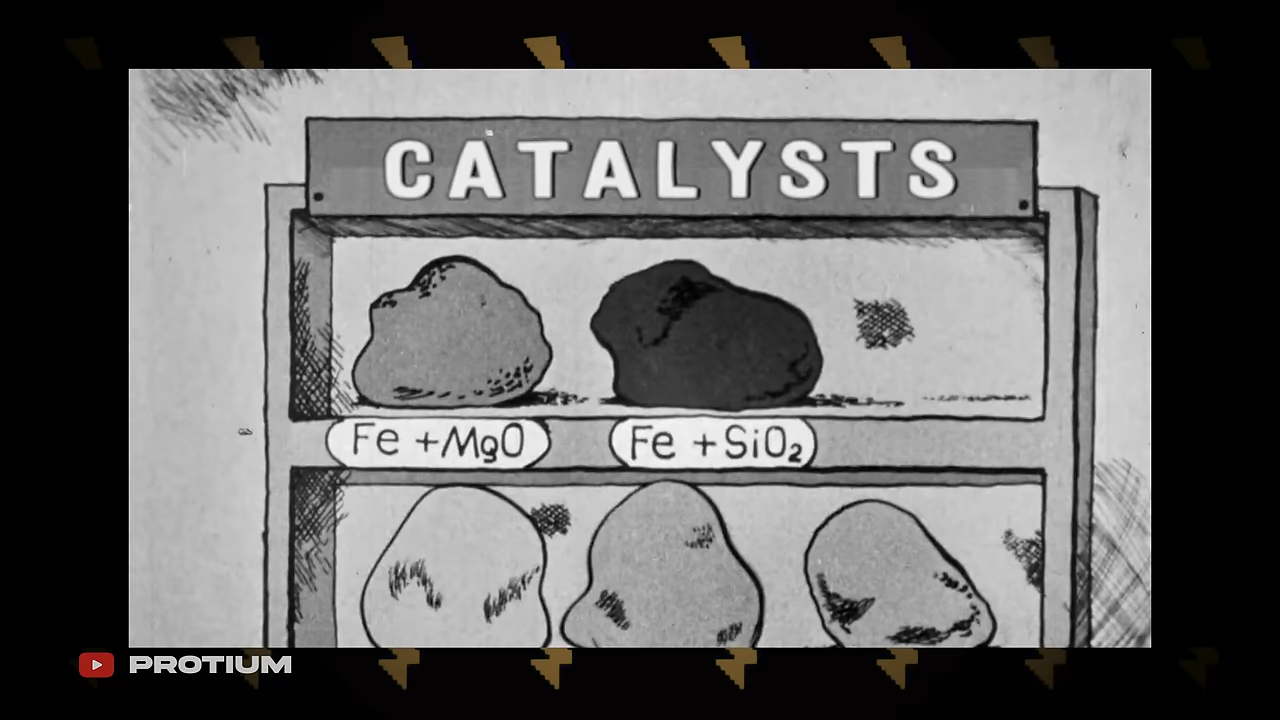 CATALYSTS
Fe + MgO
Fe + SiO₂
PROTIUM